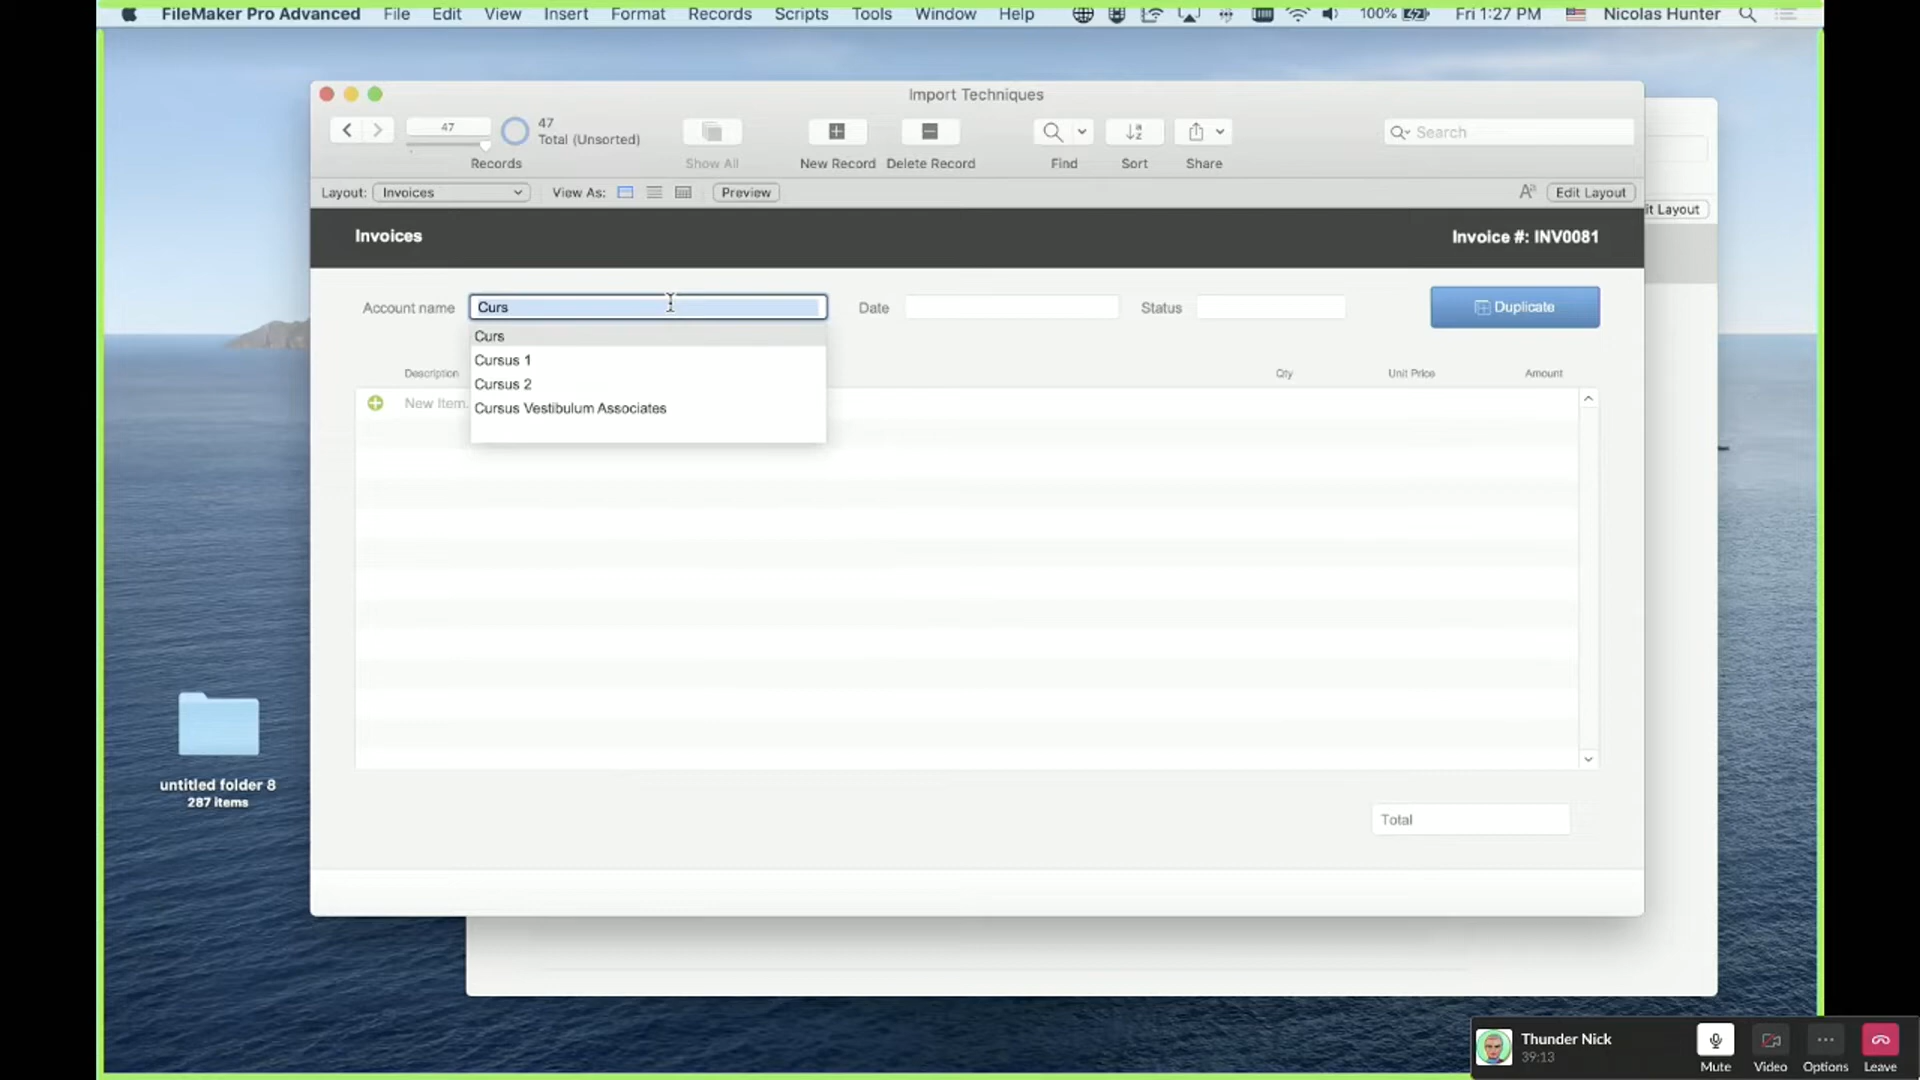 FileMaker Pro Advanced File Edit View Insert Format Records Scripts Tools Window Help 100% Fri 1:27 PM Nicolas Hunter
Import Techniques
47
47
Total (Unsorted)
Search
Records Show All New Record Delete Record Find Sort Share
Layout: Invoices View As: Preview Edit Layout
it Layout
Invoices
Invoice #: INV0081
Account name Curs Date Status Duplicate
Curs
Cursus 1
Cursus 2
Cursus Vestibulum Associates
Description Qty Unit Price Amount
New Item.
Total
untitled folder 8
287 items
Thunder Nick
39:13
Mute Video Options Leave